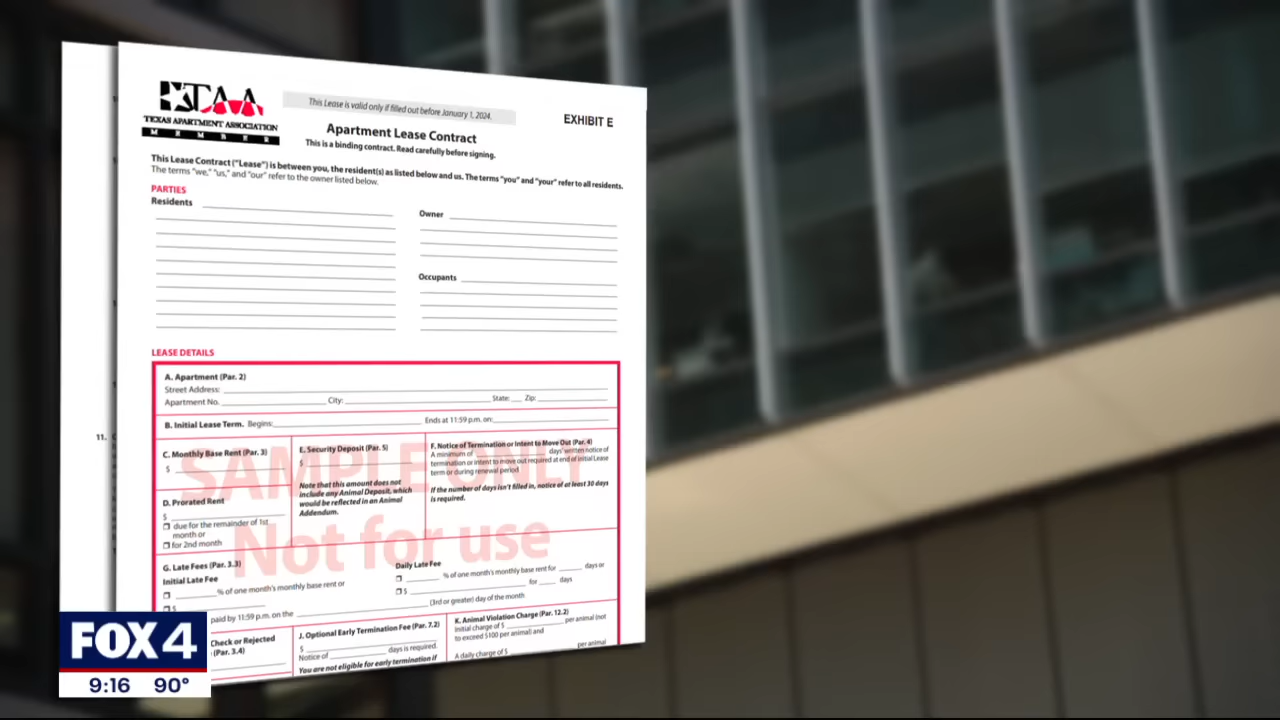 TAA
TEXAS APARTMENT ASSOCIATION
MEMBER
This Lease is valid only if filled out before January 1, 2024.
EXHIBIT E
Apartment Lease Contract
This is a binding contract. Read carefully before signing.
This Lease Contract ("Lease") is between you, the resident(s) as listed below and us. The terms "you" and "your" refer to all residents.
The terms "we," "us," and "our" refer to the owner listed below.
PARTIES
Residents
Owner
Occupants
LEASE DETAILS
A. Apartment (Par. 2)
Street Address:
Apartment No. City: State: Zip:
B. Initial Lease Term. Begins: Ends at 11:59 p.m. on:
11.
C. Monthly Base Rent (Par. 3)
$
D. Prorated Rent
$
due for the remainder of 1st
month or
for 2nd month
E. Security Deposit (Par. 5)
$
Note that this amount does not
include any Animal Deposit, which
would be reflected in an Animal
Addendum.
F. Notice of Termination or Intent to Move Out (Par. 4)
A minimum of days' written notice of
termination or intent to move out required at end of initial Lease
term or during renewal period
If the number of days isn't filled in, notice of at least 30 days
is required.
SAMPLE ONLY
Not for use
G. Late Fees (Par. 3.3)
Initial Late Fee
% of one month's monthly base rent or
$
Daily Late Fee
% of one month's monthly base rent for days or
$ for days
paid by 11:59 p.m. on the (3rd or greater) day of the month
Check or Rejected
(Par. 3.4)
J. Optional Early Termination Fee (Par. 7.2)
$
Notice of days is required.
You are not eligible for early termination if
K. Animal Violation Charge (Par. 12.2)
Initial charge of $ per animal (not
to exceed $100 per animal) and
A daily charge of $ per animal
FOX 4
9:16 90°